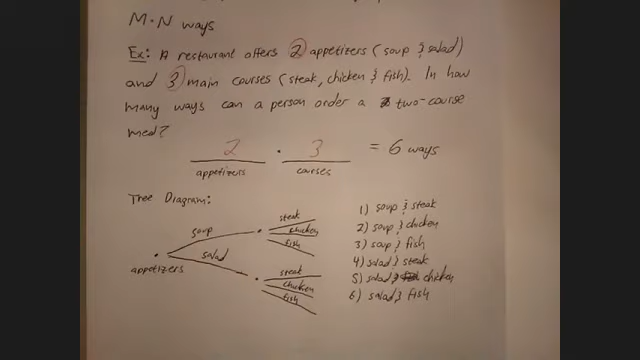 M·N ways
Ex: A restaurant offers 2 appetizers (soup & salad)
and 3 main courses (steak, chicken & fish). In how
many ways can a person order a two-course
meal?
2 · 3 = 6 ways
appetizers courses
Tree Diagram:
soup
salad
appetizers
steak
chicken
fish
steak
chicken
fish
1) soup & steak
2) soup & chicken
3) soup & fish
4) salad & steak
5) salad & chicken
6) salad & fish